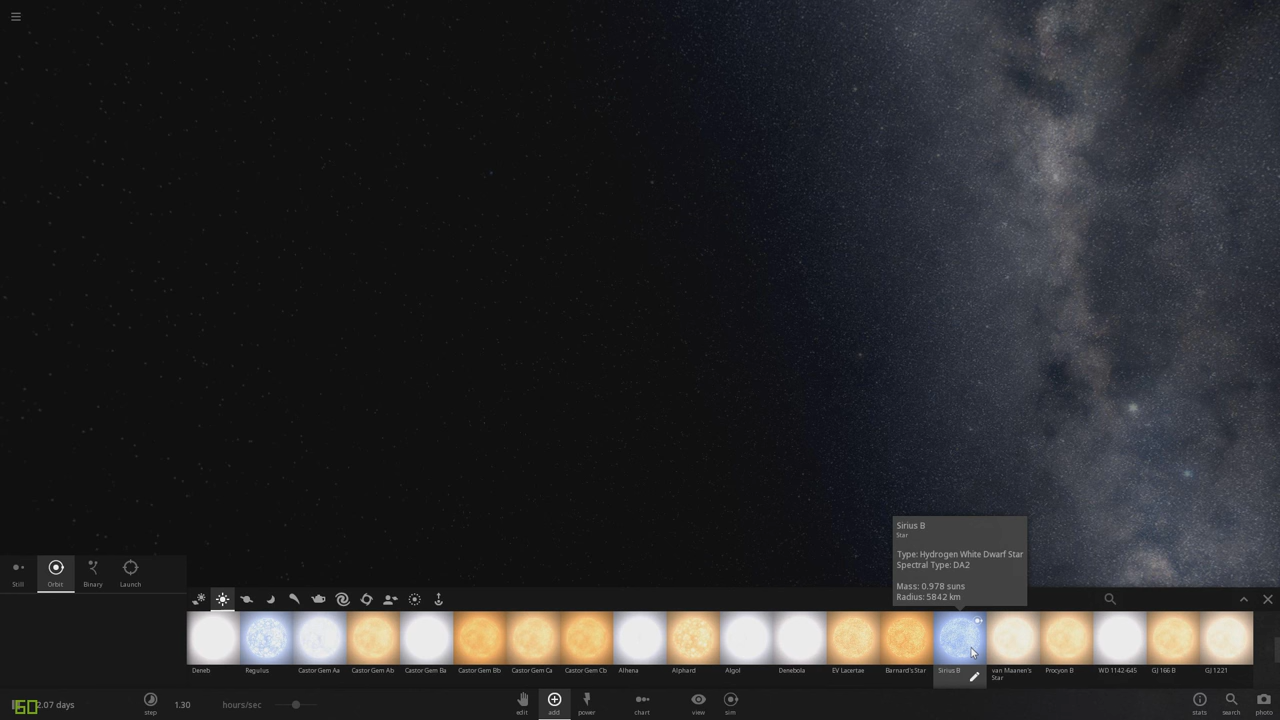 Sirius B
Star
Type: Hydrogen White Dwarf Star
Spectral Type: DA2
Mass: 0.978 suns
Radius: 5842 km
Still
Orbit
Binary
Launch
Deneb
Regulus
Castor Gem Aa
Castor Gem Ab
Castor Gem Ba
Castor Gem Bb
Castor Gem Ca
Castor Gem Cb
Alhena
Alphard
Algol
Denebola
EV Lacertae
Barnard's Star
Sirius B
van Maanen's
Star
Procyon B
WD 1142-645
GJ 166 B
GJ 1221
60
2.07 days
step
1.30
hours/sec
edit
add
power
chart
view
sim
stats
search
photo